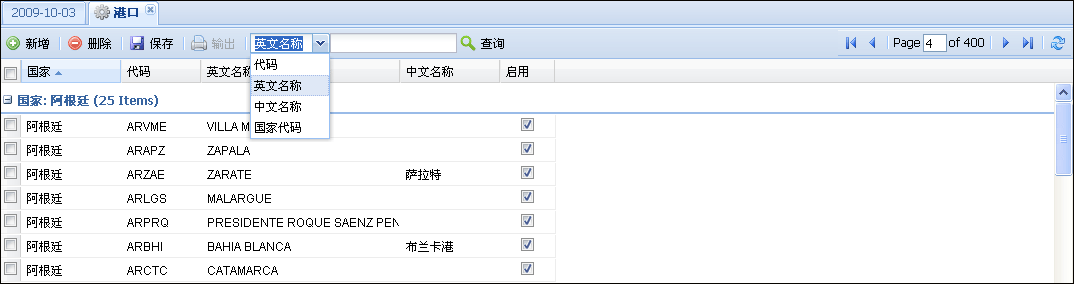 2009-10-03 港口
新增 删除 保存 输出 英文名称 查询 Page 4 of 400
代码
英文名称
中文名称
国家代码
国家 代码 英文名 中文名称 启用
国家: 阿根廷 (25 Items)
阿根廷 ARVME VILLA M
阿根廷 ARAPZ ZAPALA
阿根廷 ARZAE ZARATE 萨拉特
阿根廷 ARLGS MALARGUE
阿根廷 ARPRQ PRESIDENTE ROQUE SAENZ PEN
阿根廷 ARBHI BAHIA BLANCA 布兰卡港
阿根廷 ARCTC CATAMARCA